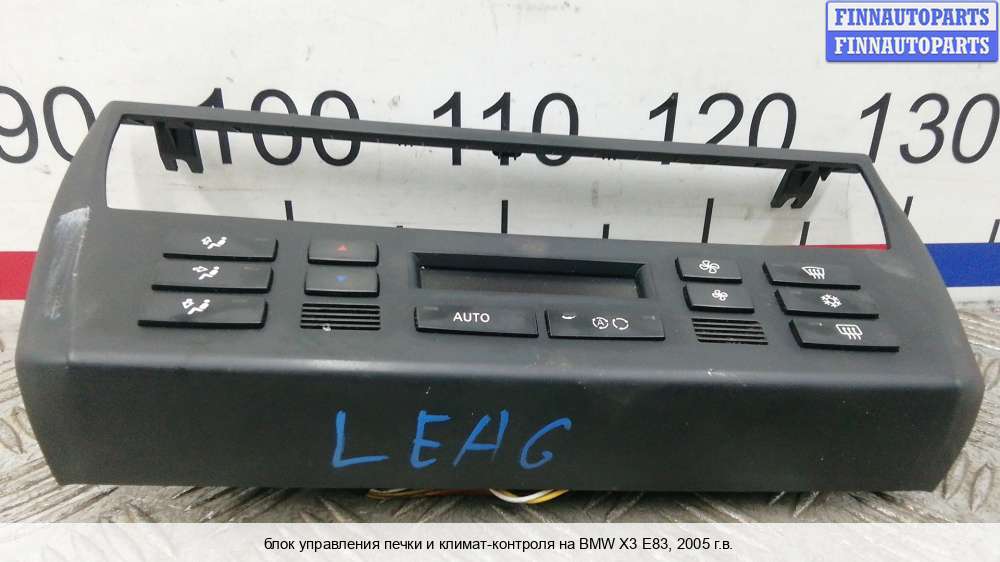 FINNAUTOPARTS
FINNAUTOPARTS
90 100 110 120 130
AUTO
A
LEHG
блок управления печки и климат-контроля на BMW X3 E83, 2005 г.в.